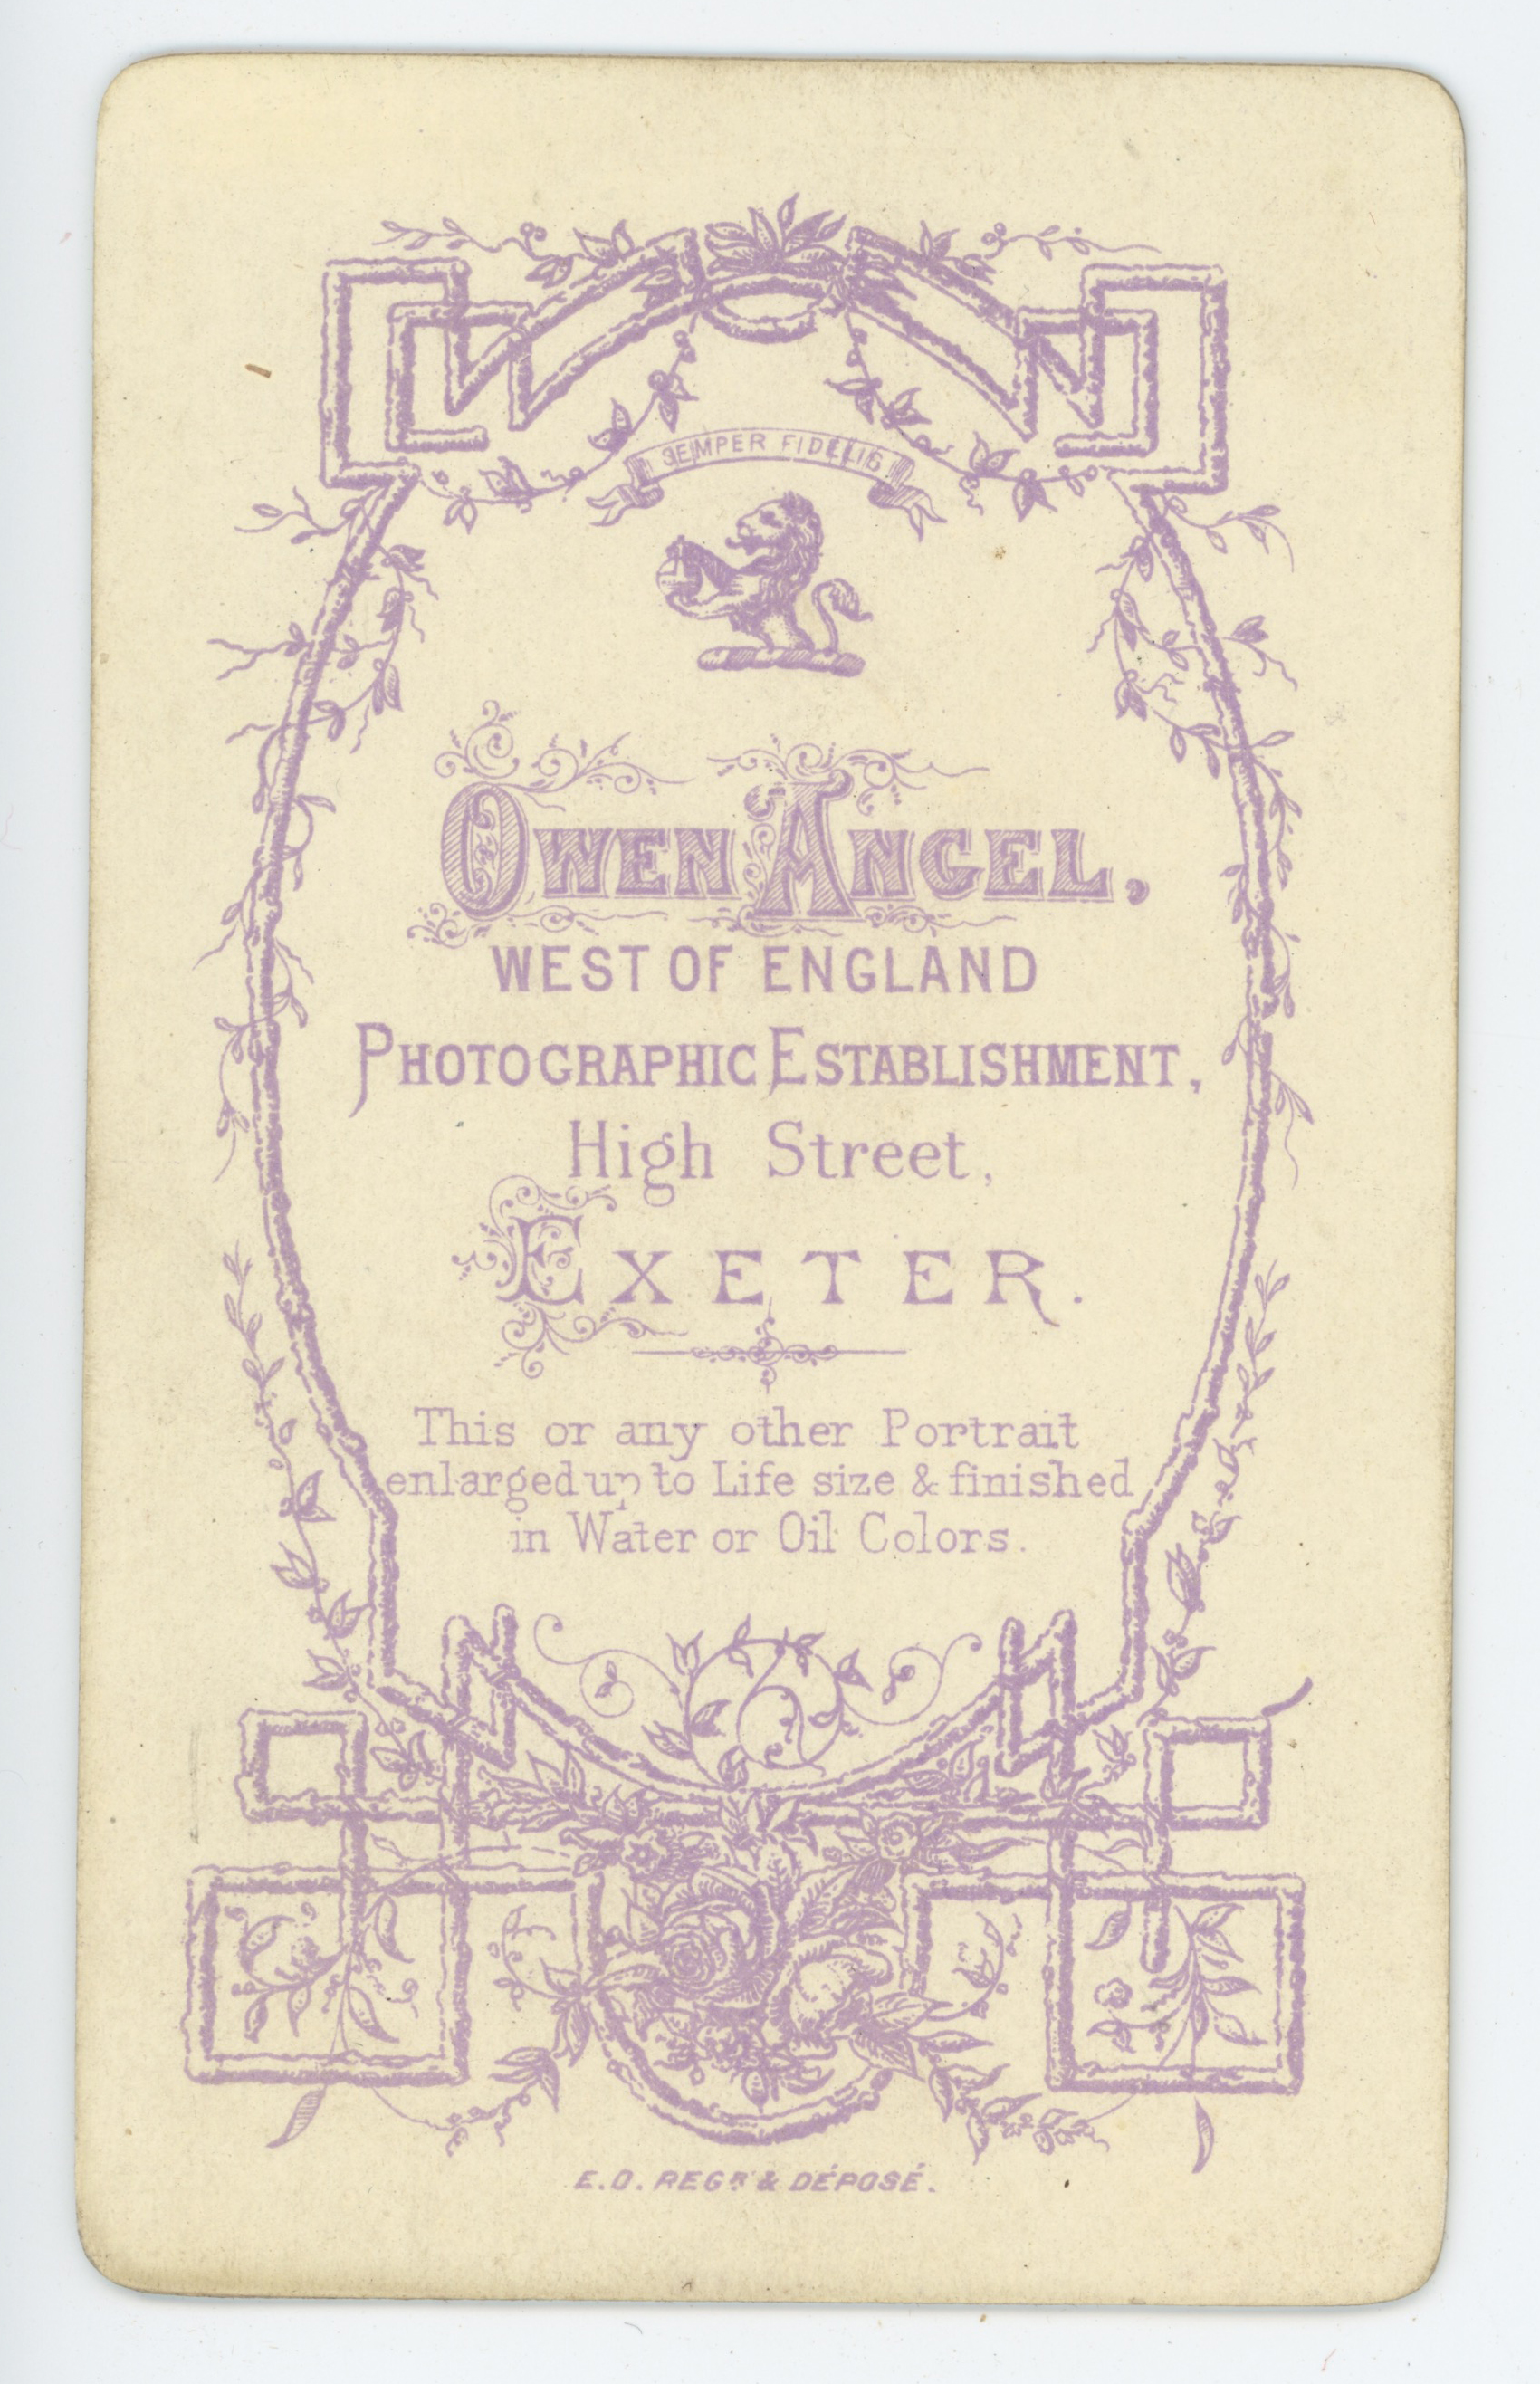 SEMPER FIDELIS
OWEN ANGEL,
WEST OF ENGLAND
PHOTOGRAPHIC ESTABLISHMENT,
High Street,
EXETER.
This or any other Portrait
enlarged up to Life size & finished
in Water or Oil Colors.
E.O. REGR & DÉPOSÉ.